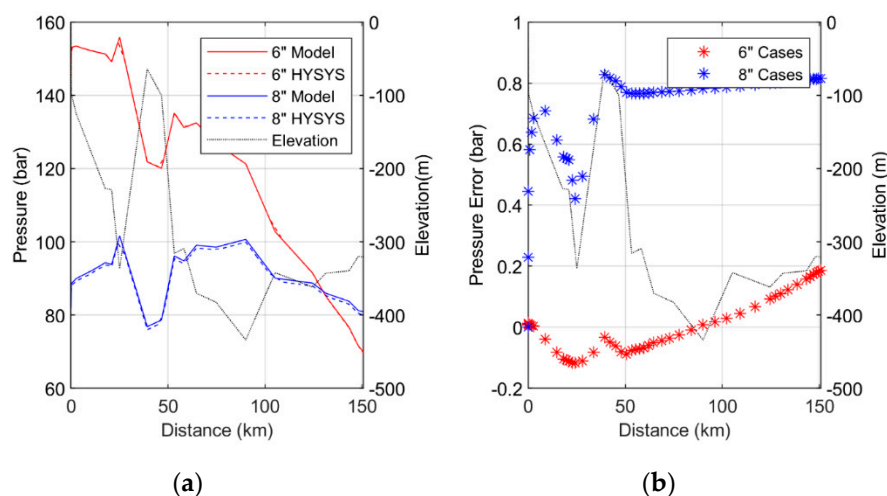 160
140
120
100
80
60
Pressure (bar)
0
-100
-200
-300
-400
-500
Elevation(m)
6" Model
6" HYSYS
8" Model
8" HYSYS
Elevation
0
50
100
150
Distance (km)
(a)
1
0.8
0.6
0.4
0.2
0
-0.2
Pressure Error (bar)
0
-100
-200
-300
-400
-500
Elevation(m)
6" Cases
8" Cases
0
50
100
150
Distance (km)
(b)